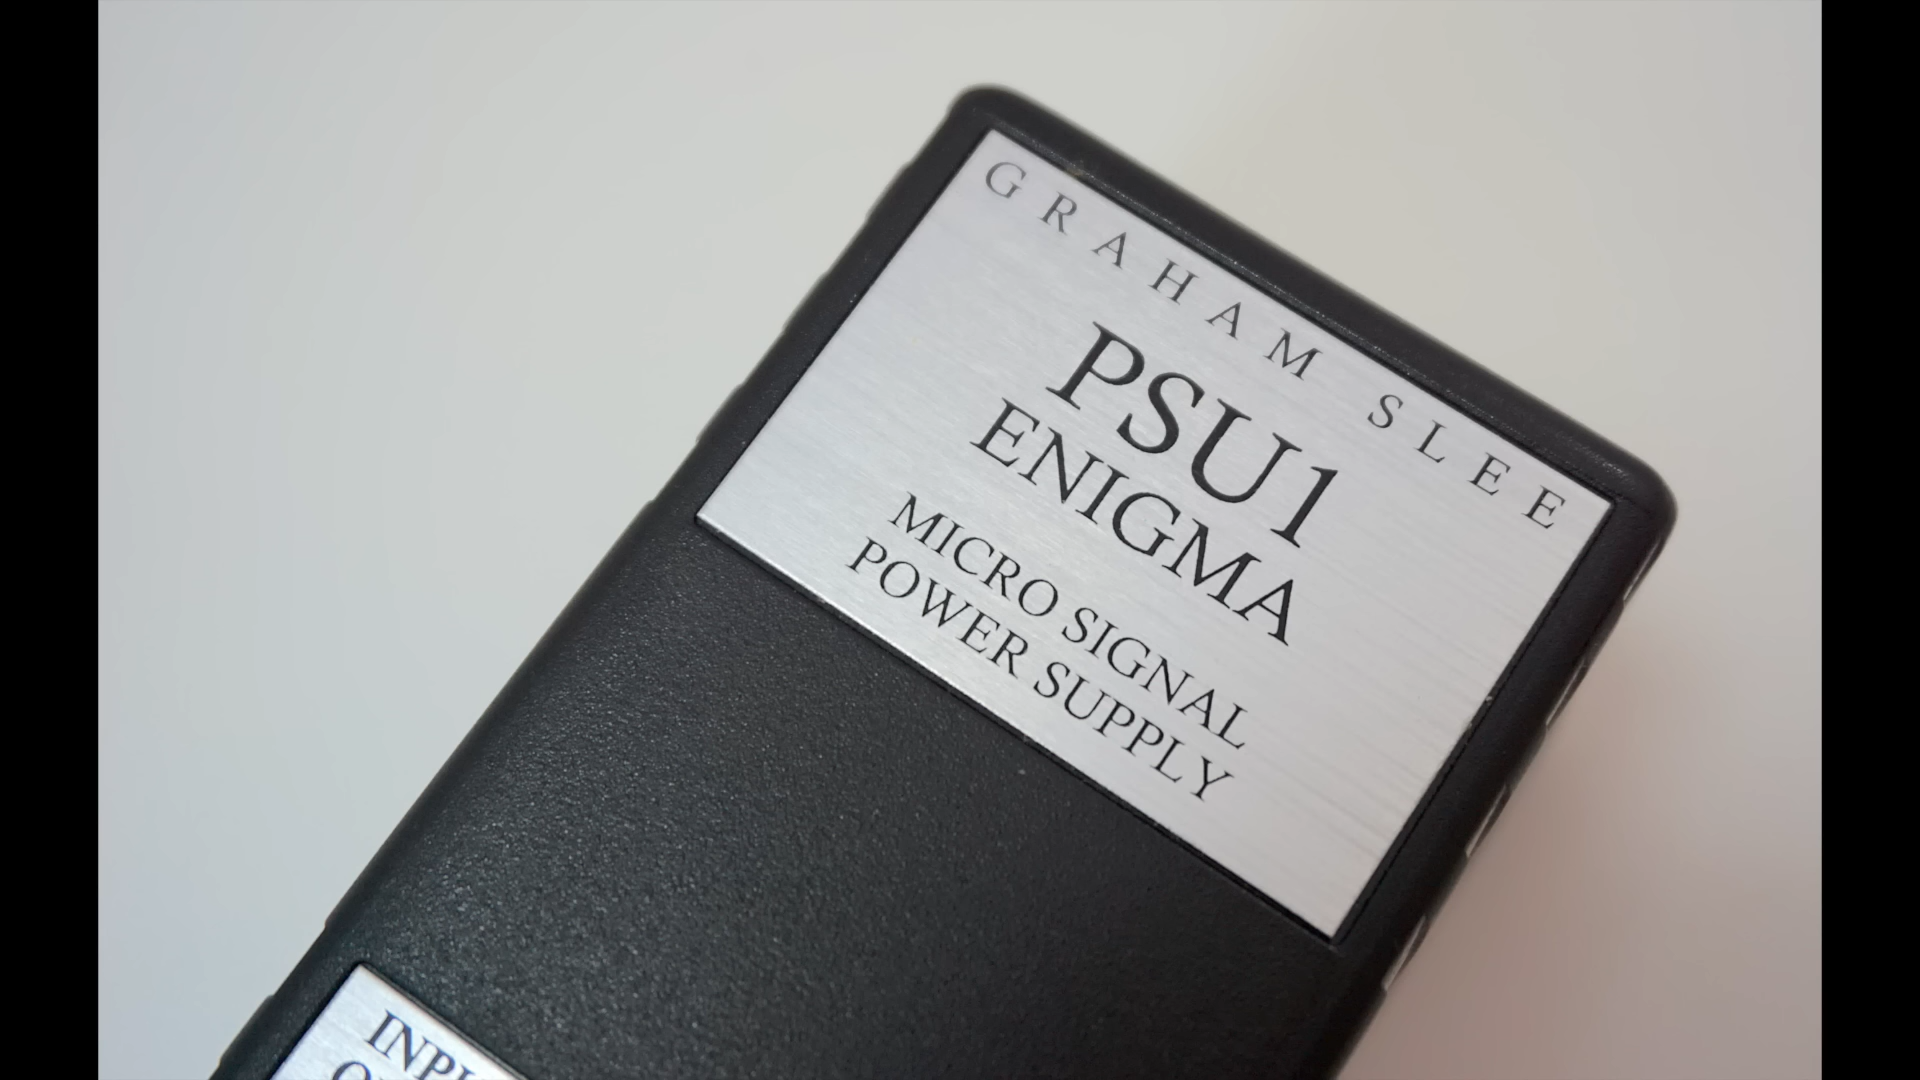 GRAHAM SLEE
PSU1
ENIGMA
MICRO SIGNAL
POWER SUPPLY